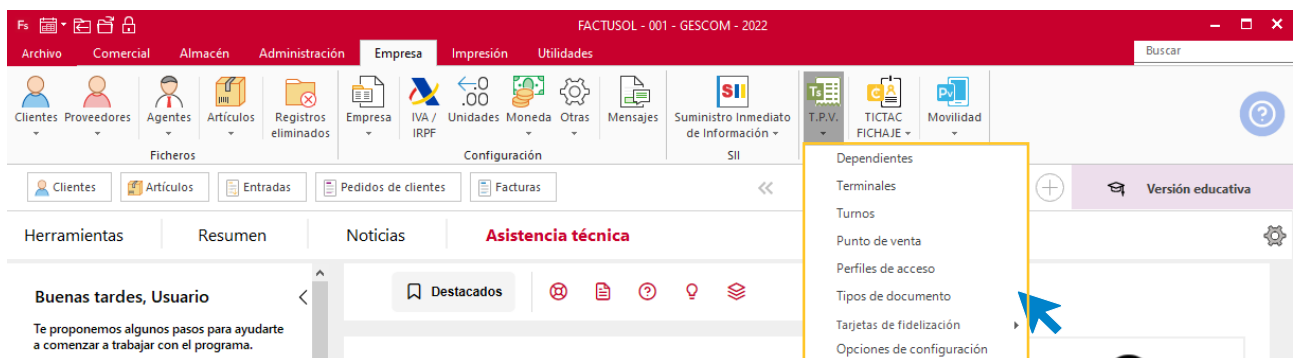 Fs
FACTUSOL - 001 - GESCOM - 2022
Archivo Comercial Almacén Administración Empresa Impresión Utilidades
Buscar
Clientes Proveedores Agentes Artículos Registros eliminados
Ficheros
Empresa IVA / IRPF Unidades Moneda Otras Mensajes
Configuración
SII
Suministro Inmediato de Información
SII
Ts
T.P.V.
TICTAC FICHAJE
Pv
Movilidad
Clientes Artículos Entradas Pedidos de clientes Facturas
Versión educativa
Herramientas Resumen Noticias Asistencia técnica
Dependientes
Terminales
Turnos
Punto de venta
Perfiles de acceso
Tipos de documento
Tarjetas de fidelización
Opciones de configuración
Buenas tardes, Usuario
Te proponemos algunos pasos para ayudarte
a comenzar a trabajar con el programa.
Destacados